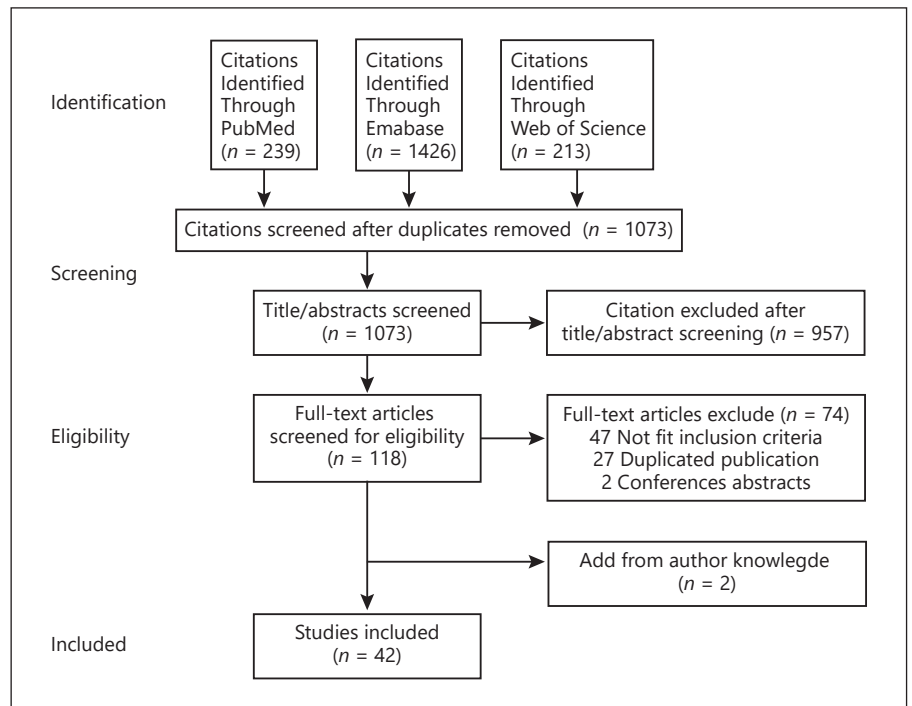 Identification
Citations
Identified
Through
PubMed
(n = 239)
Citations
Identified
Through
Emabase
(n = 1426)
Citations
Identified
Through
Web of Science
(n = 213)
Citations screened after duplicates removed (n = 1073)
Screening
Title/abstracts screened
(n = 1073)
Citation excluded after
title/abstract screening (n = 957)
Eligibility
Full-text articles
screened for eligibility
(n = 118)
Full-text articles exclude (n = 74)
47 Not fit inclusion criteria
27 Duplicated publication
2 Conferences abstracts
Add from author knowlegde
(n = 2)
Included
Studies included
(n = 42)